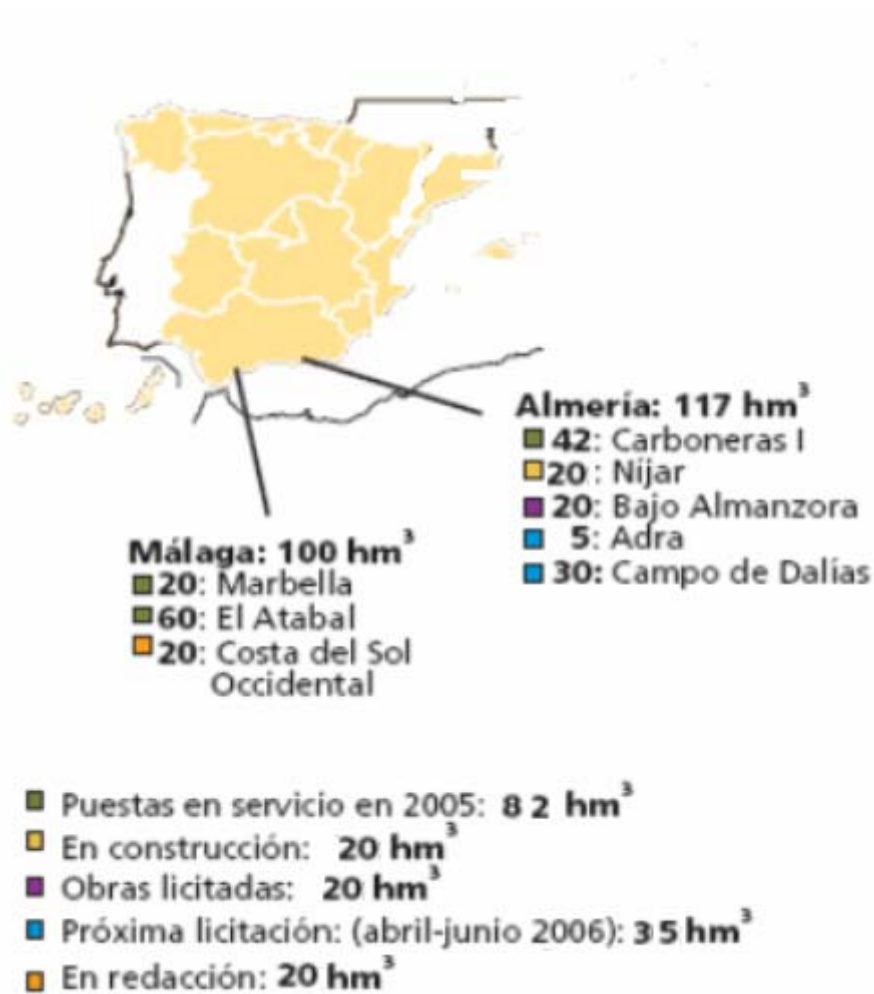 Almería: 117 hm³
42: Carboneras I
20 : Níjar
20: Bajo Almanzora
5: Adra
30: Campo de Dalías
Málaga: 100 hm³
20: Marbella
60: El Atabal
20: Costa del Sol
Occidental
Puestas en servicio en 2005: 82 hm³
En construcción: 20 hm³
Obras licitadas: 20 hm³
Próxima licitación: (abril-junio 2006): 35 hm³
En redacción: 20 hm³